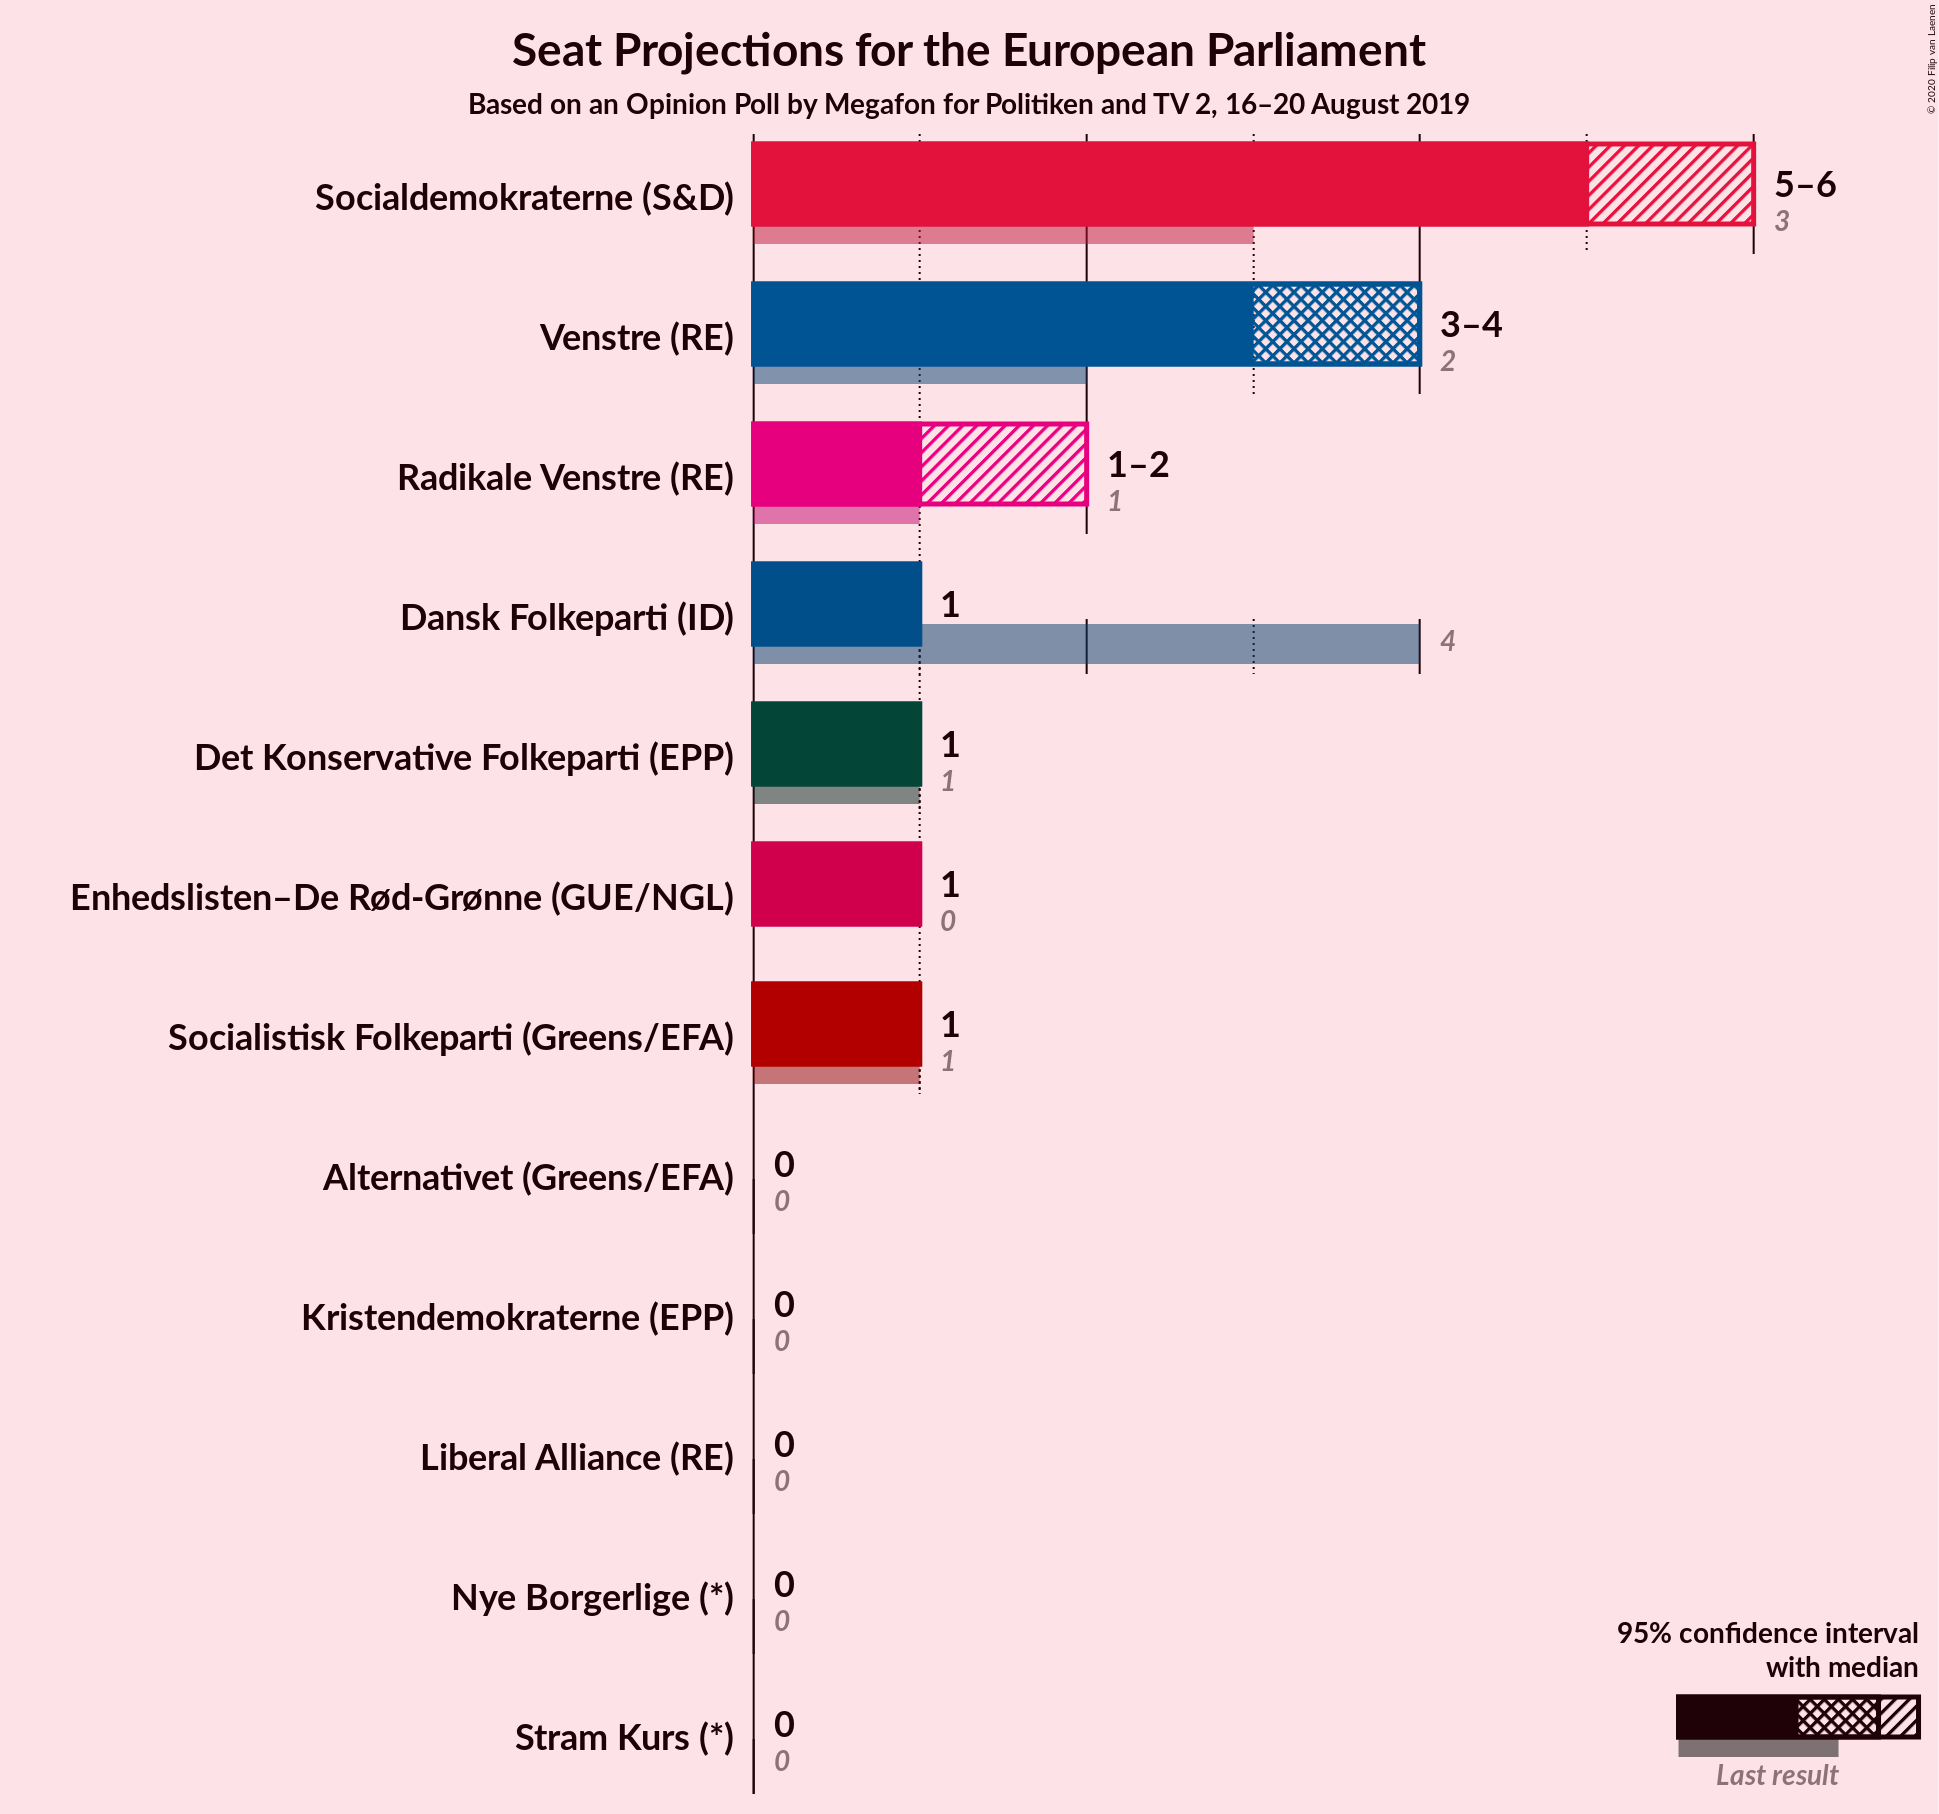 Seat Projections for the European Parliament
Based on an Opinion Poll by Megafon for Politiken and TV 2, 16–20 August 2019
© 2020 Filip van Laenen
Socialdemokraterne (S&D)
5–6
3
Venstre (RE)
3–4
2
Radikale Venstre (RE)
1–2
1
Dansk Folkeparti (ID)
1
4
Det Konservative Folkeparti (EPP)
1
1
Enhedslisten–De Rød-Grønne (GUE/NGL)
1
0
Socialistisk Folkeparti (Greens/EFA)
1
1
Alternativet (Greens/EFA)
0
0
Kristendemokraterne (EPP)
0
0
Liberal Alliance (RE)
0
0
Nye Borgerlige (*)
0
0
Stram Kurs (*)
0
0
95% confidence interval
with median
Last result